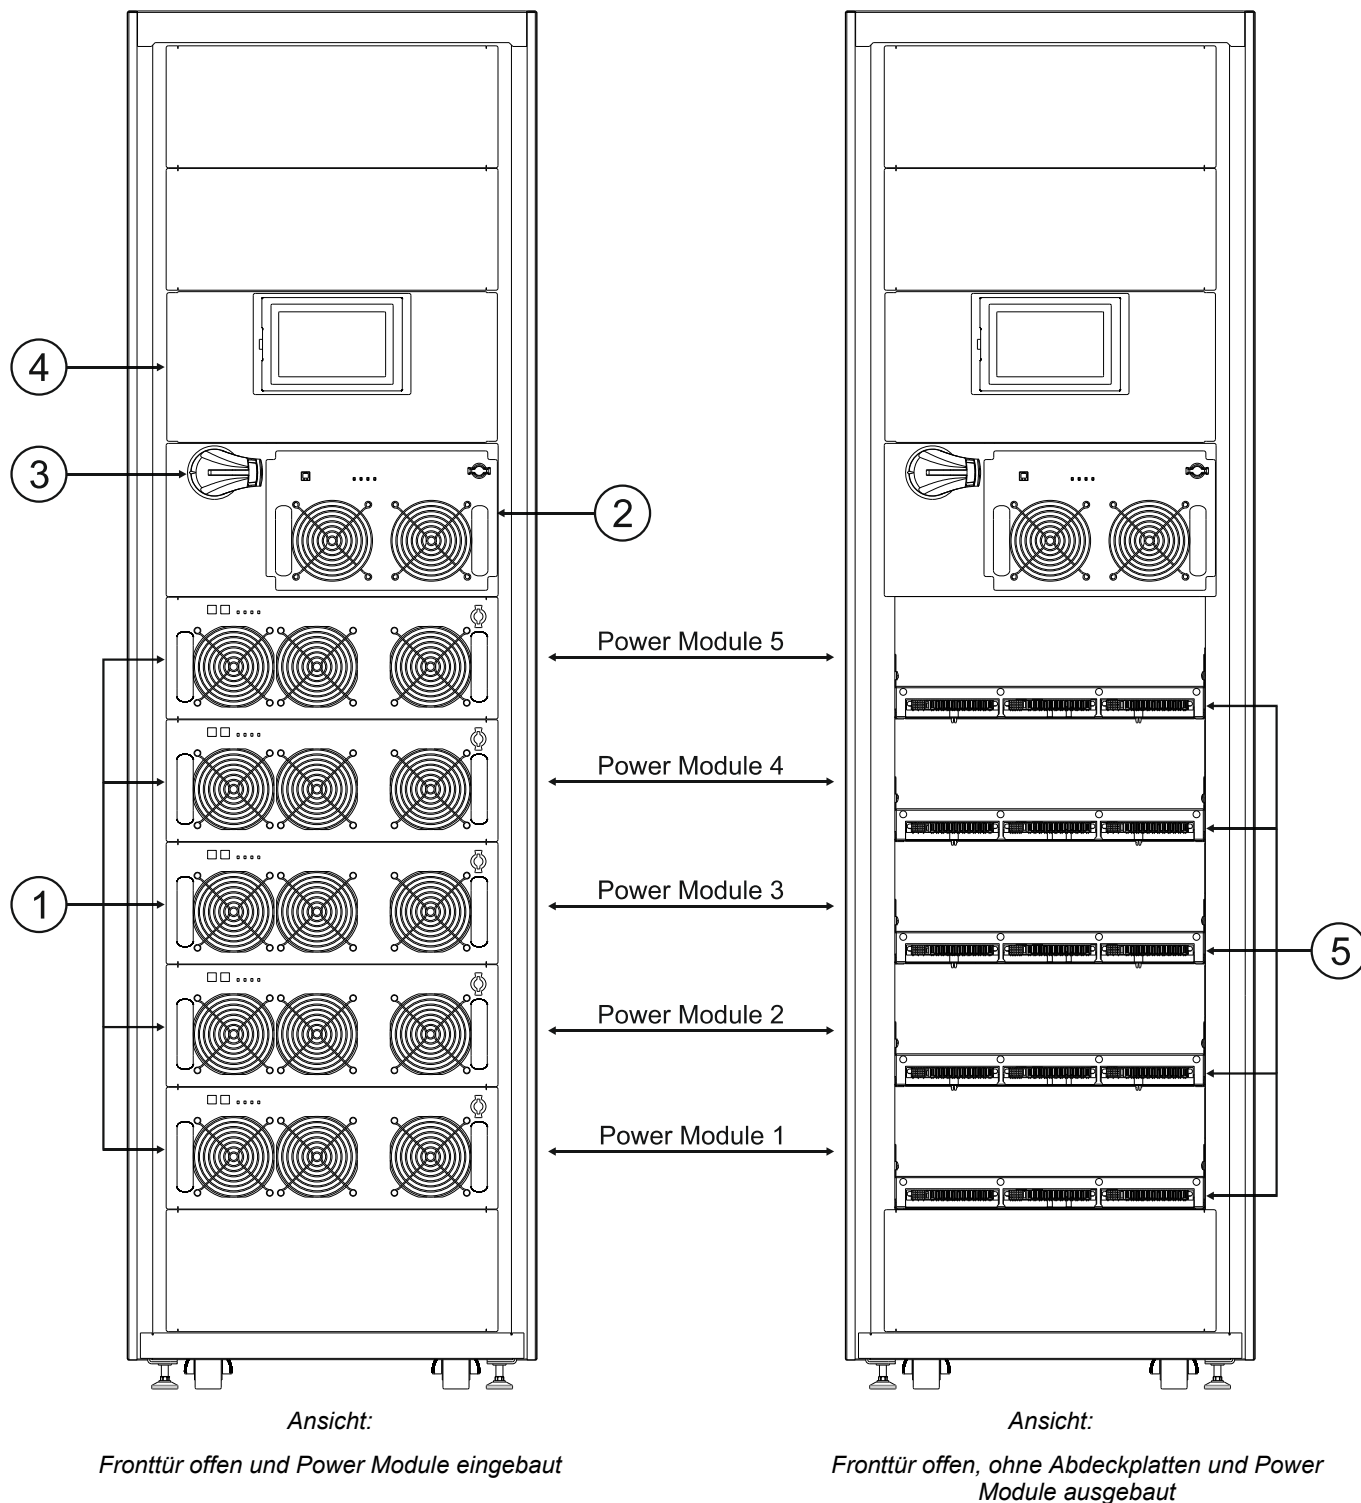 4
3
2
Power Module 5
Power Module 4
1
Power Module 3
5
Power Module 2
Power Module 1
Ansicht:
Fronttür offen und Power Module eingebaut
Ansicht:
Fronttür offen, ohne Abdeckplatten und Power
Module ausgebaut